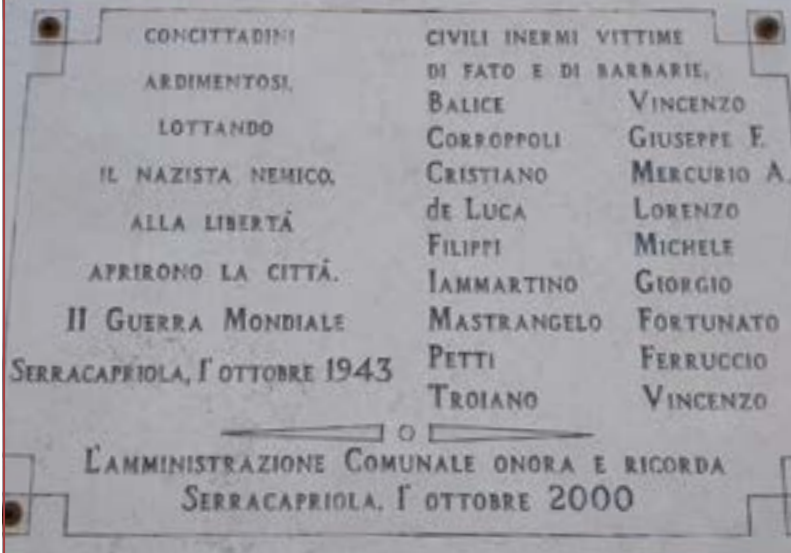 CONCITTADINI
ARDIMENTOSI,
LOTTANDO
IL NAZISTA NEMICO,
ALLA LIBERTÁ
APRIRONO LA CITTÁ.
II GUERRA MONDIALE
SERRACAPRIOLA, 1° OTTOBRE 1943
CIVILI INERMI VITTIME
DI FATO E DI BARBARIE,
BALICE VINCENZO
CORROPPOLI GIUSEPPE F.
CRISTIANO MERCURIO A.
de LUCA LORENZO
FILIPPI MICHELE
IAMMARTINO GIORGIO
MASTRANGELO FORTUNATO
PETTI FERRUCCIO
TROIANO VINCENZO
L'AMMINISTRAZIONE COMUNALE ONORA E RICORDA
SERRACAPRIOLA, 1° OTTOBRE 2000